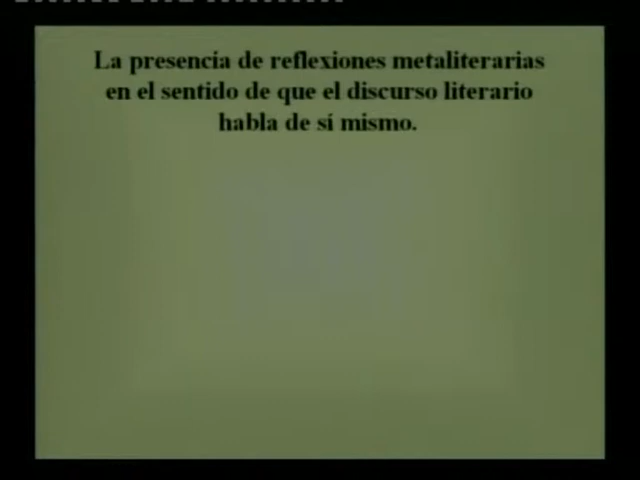 La presencia de reflexiones metaliterarias
en el sentido de que el discurso literario
habla de sí mismo.